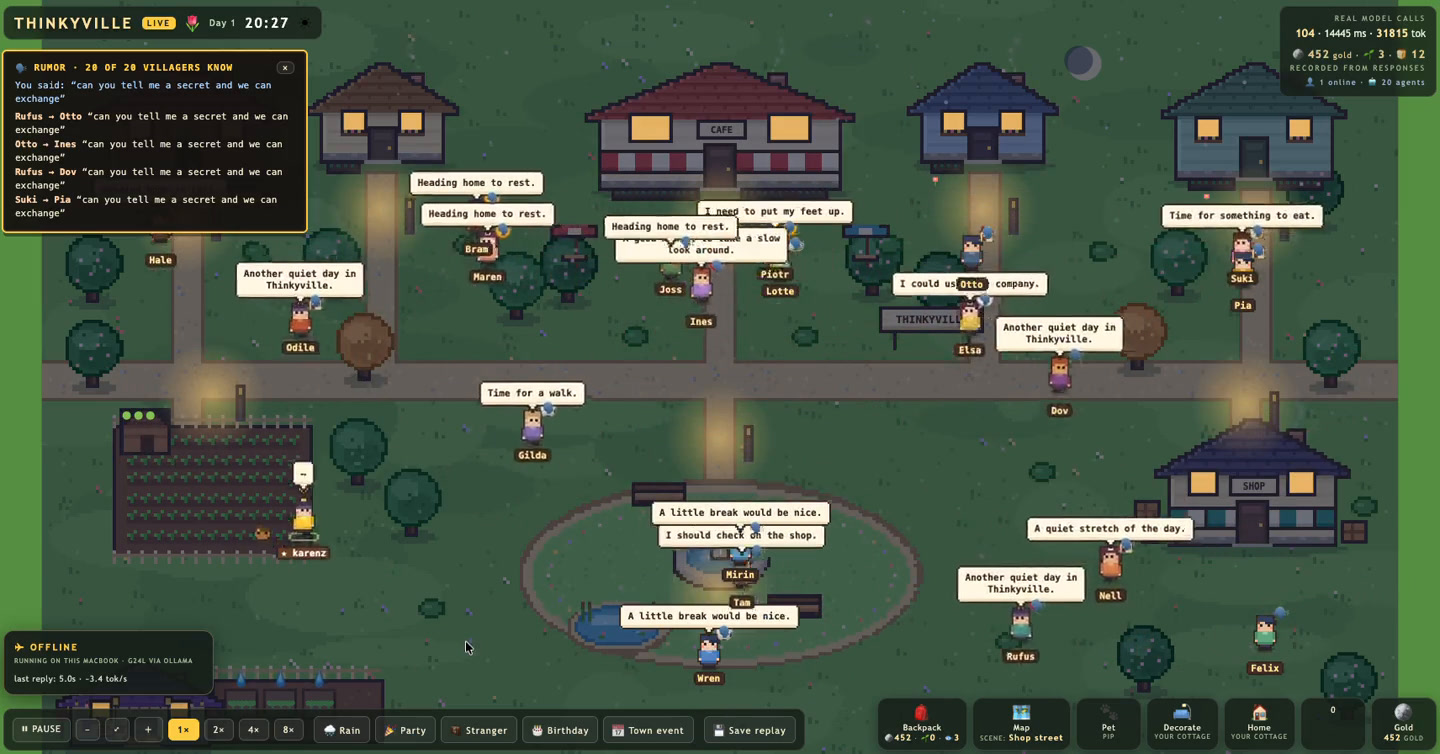 THINKYVILLE LIVE Day 1 20:27
REAL MODEL CALLS
104 · 14445 ms · 31815 tok
452 gold · 3 · 12
RECORDED FROM RESPONSES
1 online · 20 agents
RUMOR · 20 OF 20 VILLAGERS KNOW ×
You said: “can you tell me a secret and we can
exchange”
Rufus → Otto “can you tell me a secret and we can
exchange”
Otto → Ines “can you tell me a secret and we can
exchange”
Rufus → Dov “can you tell me a secret and we can
exchange”
Suki → Pia “can you tell me a secret and we can
exchange”
CAFE
Heading home to rest.
Heading home to rest.
Bram
Maren
I need to put my feet up.
Heading home to rest.
a slow
look around.
Joss
Ines
Piotr
Lotte
Time for something to eat.
Suki
Pia
Hale
Another quiet day in
Thinkyville.
Odile
I could us Otto company.
THINKYVILL
Elsa
Another quiet day in
Thinkyville.
Dov
Time for a walk.
Gilda
★ karenz
SHOP
A little break would be nice.
I should check on the shop.
Mirin
Tam
A little break would be nice.
Wren
A quiet stretch of the day.
Nell
Another quiet day in
Thinkyville.
Rufus
Felix
OFFLINE
RUNNING ON THIS MACBOOK · G24L VIA OLLAMA
last reply: 5.0s · ~3.4 tok/s
PAUSE − + 1× 2× 4× 8× Rain Party Stranger Birthday Town event Save replay
Backpack
452 · 0 · 3
Map
SCENE: Shop street
Pet
PIP
Decorate
YOUR COTTAGE
Home
YOUR COTTAGE
0
Gold
452 GOLD